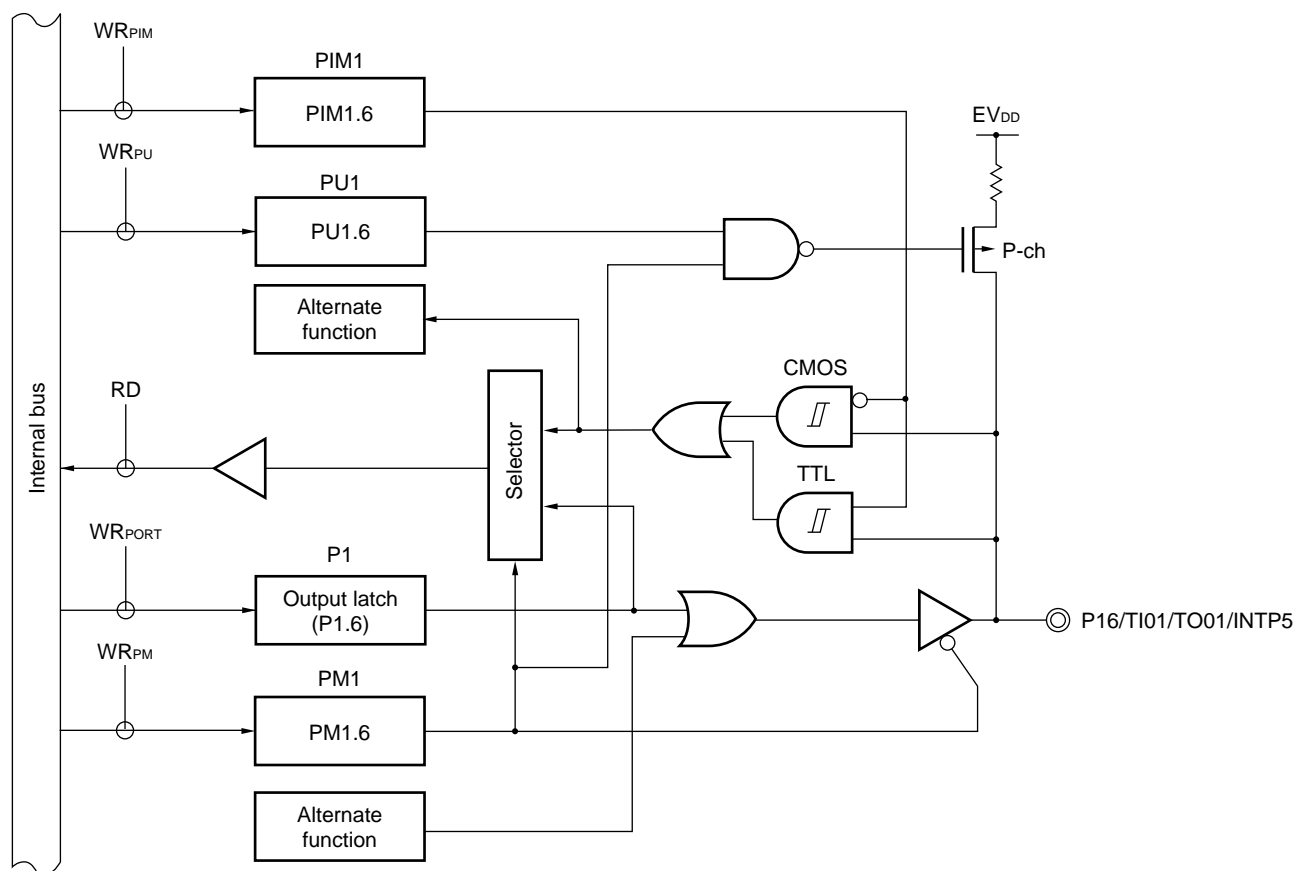 WRPIM
PIM1
PIM1.6
EVDD
WRPU
PU1
PU1.6
P-ch
Alternate
function
CMOS
RD
Internal bus
Selector
TTL
WRPORT
P1
Output latch
(P1.6)
P16/TI01/TO01/INTP5
WRPM
PM1
PM1.6
Alternate
function